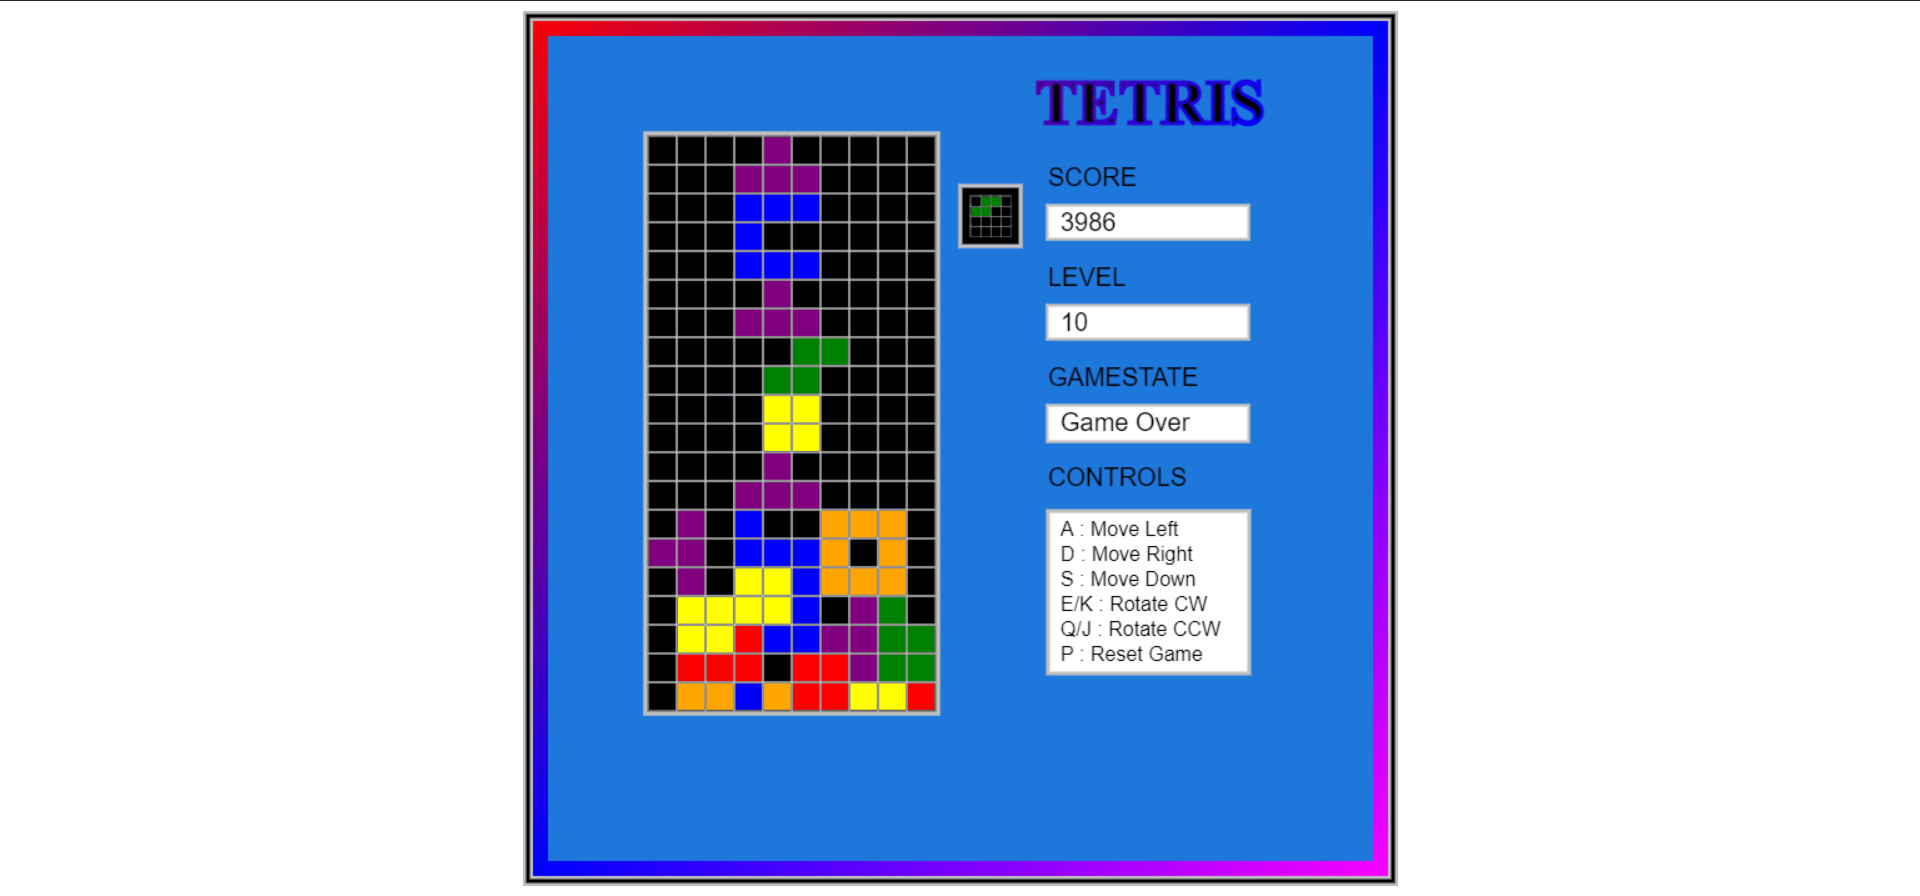 TETRIS
SCORE
3986
LEVEL
10
GAMESTATE
Game Over
CONTROLS
A : Move Left
D : Move Right
S : Move Down
E/K : Rotate CW
Q/J : Rotate CCW
P : Reset Game